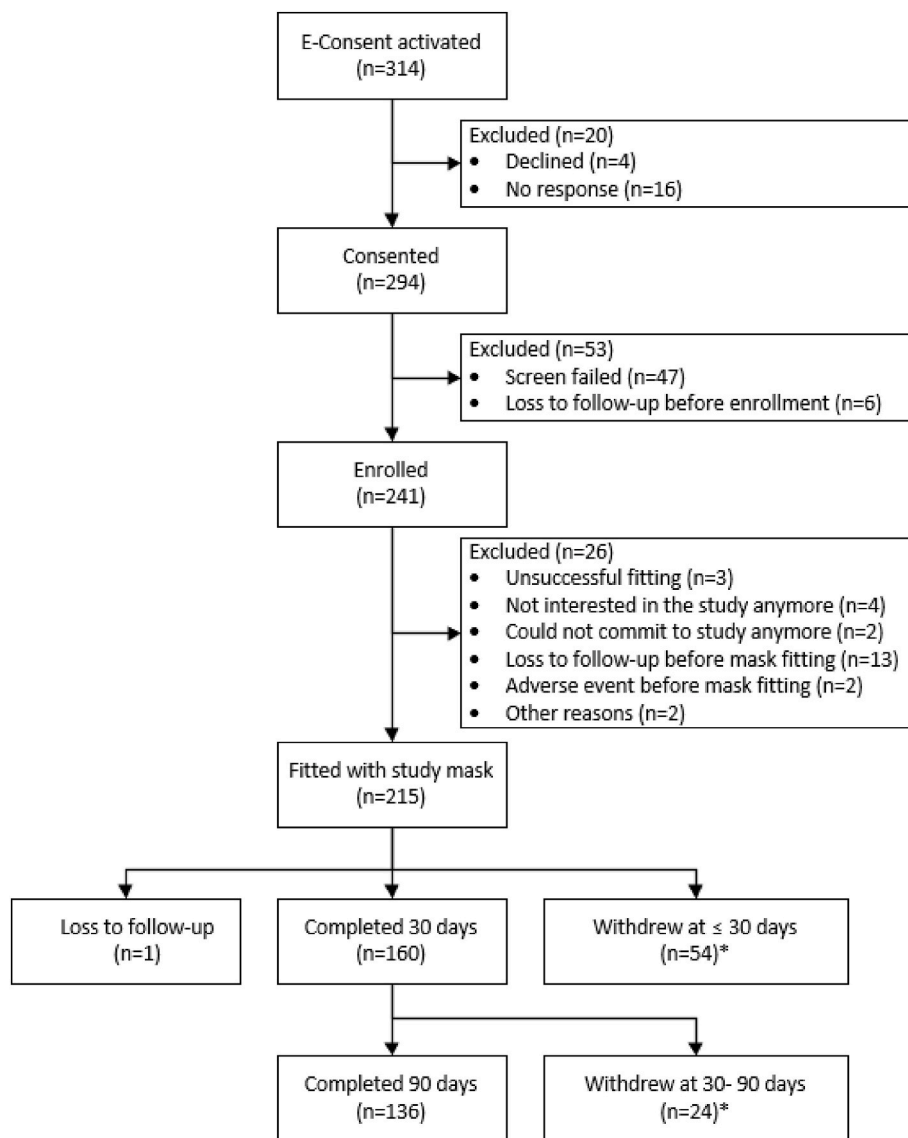 E-Consent activated
(n=314)
Excluded (n=20)
• Declined (n=4)
• No response (n=16)
Consented
(n=294)
Excluded (n=53)
• Screen failed (n=47)
• Loss to follow-up before enrollment (n=6)
Enrolled
(n=241)
Excluded (n=26)
• Unsuccessful fitting (n=3)
• Not interested in the study anymore (n=4)
• Could not commit to study anymore (n=2)
• Loss to follow-up before mask fitting (n=13)
• Adverse event before mask fitting (n=2)
• Other reasons (n=2)
Fitted with study mask
(n=215)
Loss to follow-up
(n=1)
Completed 30 days
(n=160)
Withdrew at ≤ 30 days
(n=54)*
Completed 90 days
(n=136)
Withdrew at 30- 90 days
(n=24)*